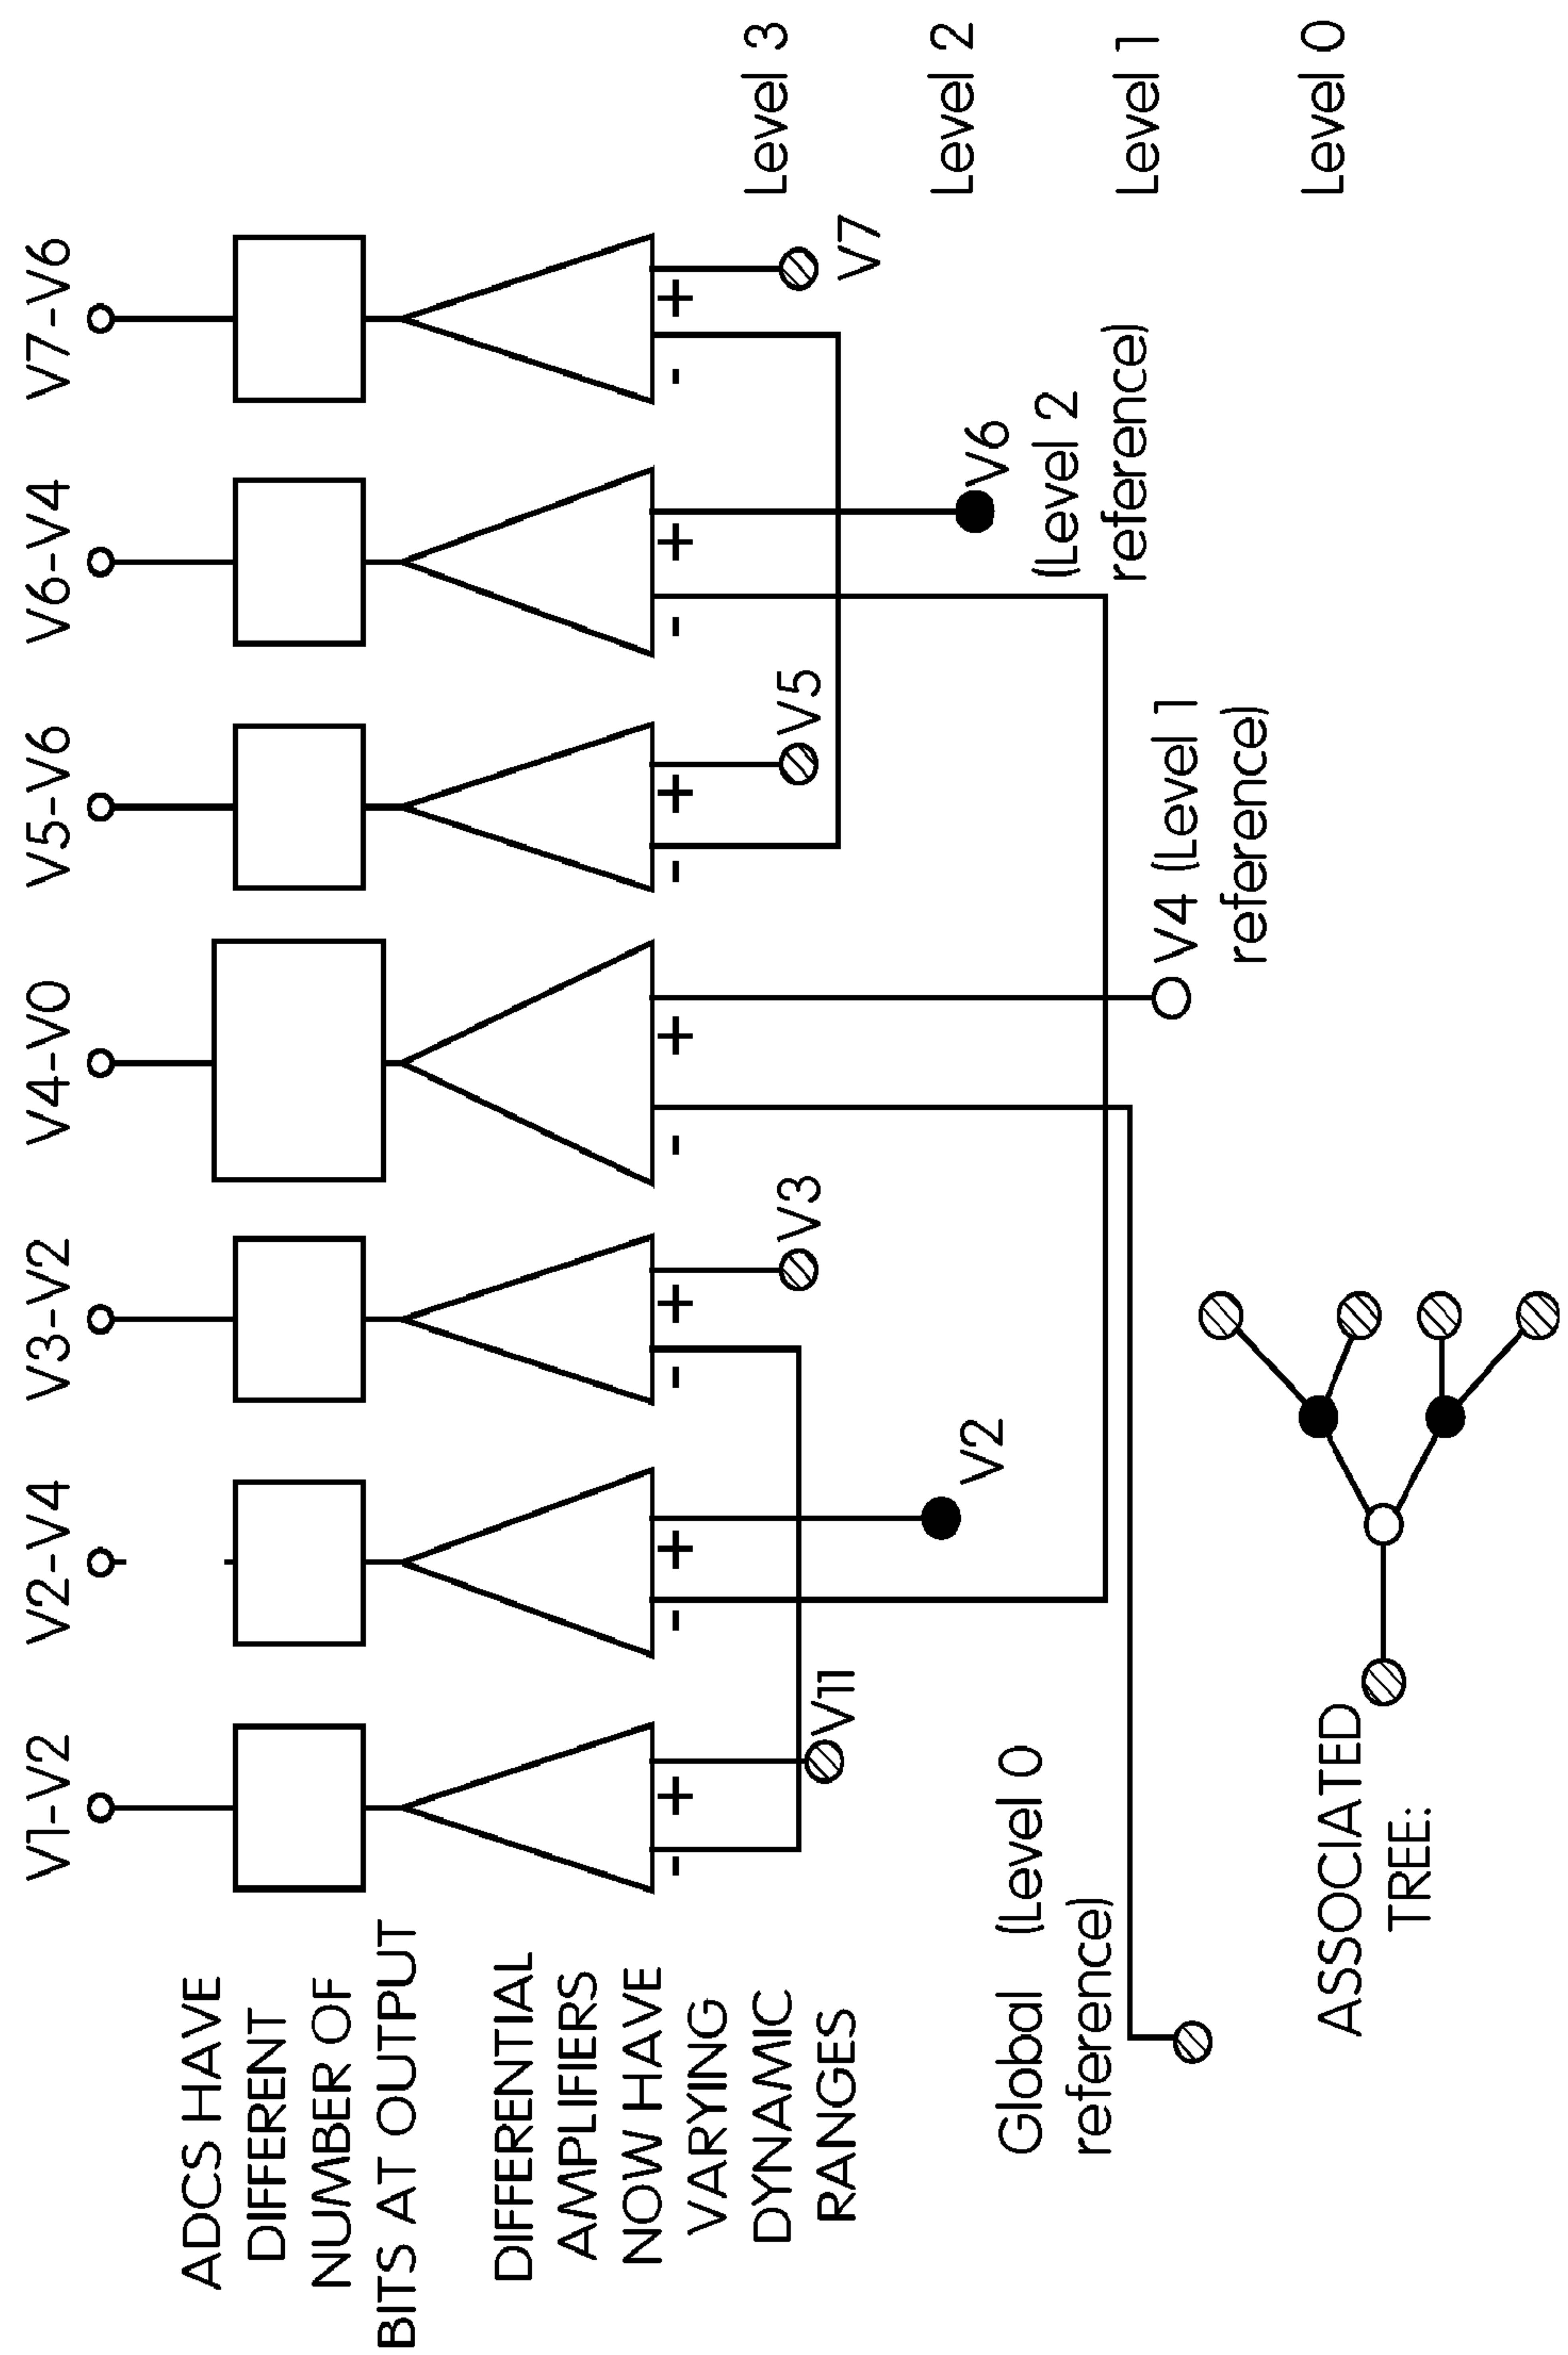 V1-V2
V2-V4
V3-V2
V4-V0
V5-V6
V6-V4
V7-V6
ADCS HAVE
DIFFERENT
NUMBER OF
BITS AT OUTPUT
DIFFERENTIAL
AMPLIFIERS
NOW HAVE
VARYING
DYNAMIC
RANGES
- +
- +
- +
- +
- +
- +
- +
V11
V3
V5
V7
Level 3
V2
V6
(Level 2
reference)
Level 2
Global (Level 0
reference)
V4 (Level 1
reference)
Level 1
Level 0
ASSOCIATED
TREE: